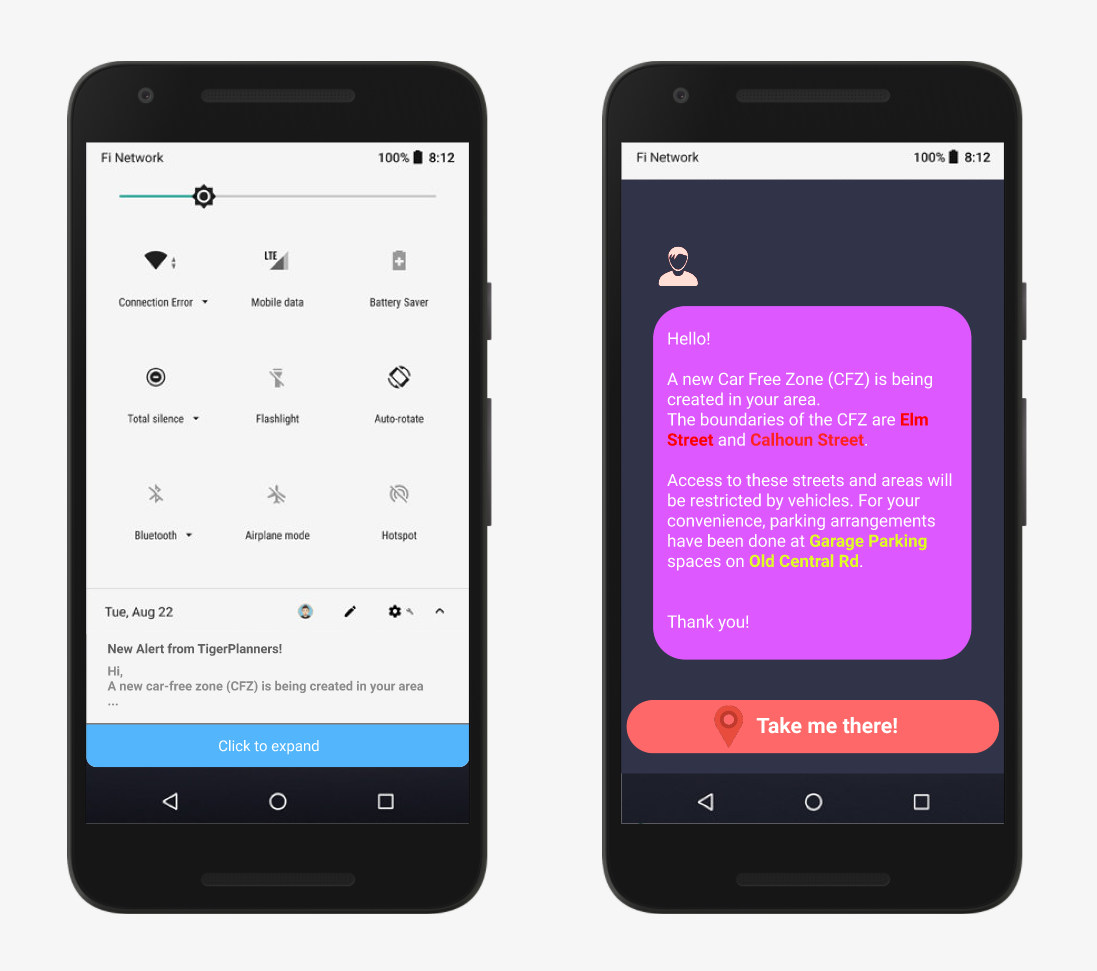 Fi Network 100% 8:12
LTE
Connection Error Mobile data Battery Saver
Total silence Flashlight Auto-rotate
Bluetooth Airplane mode Hotspot
Tue, Aug 22
New Alert from TigerPlanners!
Hi,
A new car-free zone (CFZ) is being created in your area
...
Click to expand
Fi Network 100% 8:12
Hello!
A new Car Free Zone (CFZ) is being
created in your area.
The boundaries of the CFZ are Elm
Street and Calhoun Street.
Access to these streets and areas will
be restricted by vehicles. For your
convenience, parking arrangements
have been done at Garage Parking
spaces on Old Central Rd.
Thank you!
Take me there!